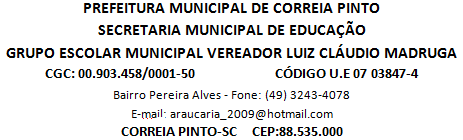 PREFEITURA MUNICIPAL DE CORREIA PINTO
SECRETARIA MUNICIPAL DE EDUCAÇÃO
GRUPO ESCOLAR MUNICIPAL VEREADOR LUIZ CLÁUDIO MADRUGA
CGC: 00.903.458/0001-50 CÓDIGO U.E 07 03847-4
Bairro Pereira Alves - Fone: (49) 3243-4078
E-mail: araucaria_2009@hotmail.com
CORREIA PINTO-SC CEP:88.535.000